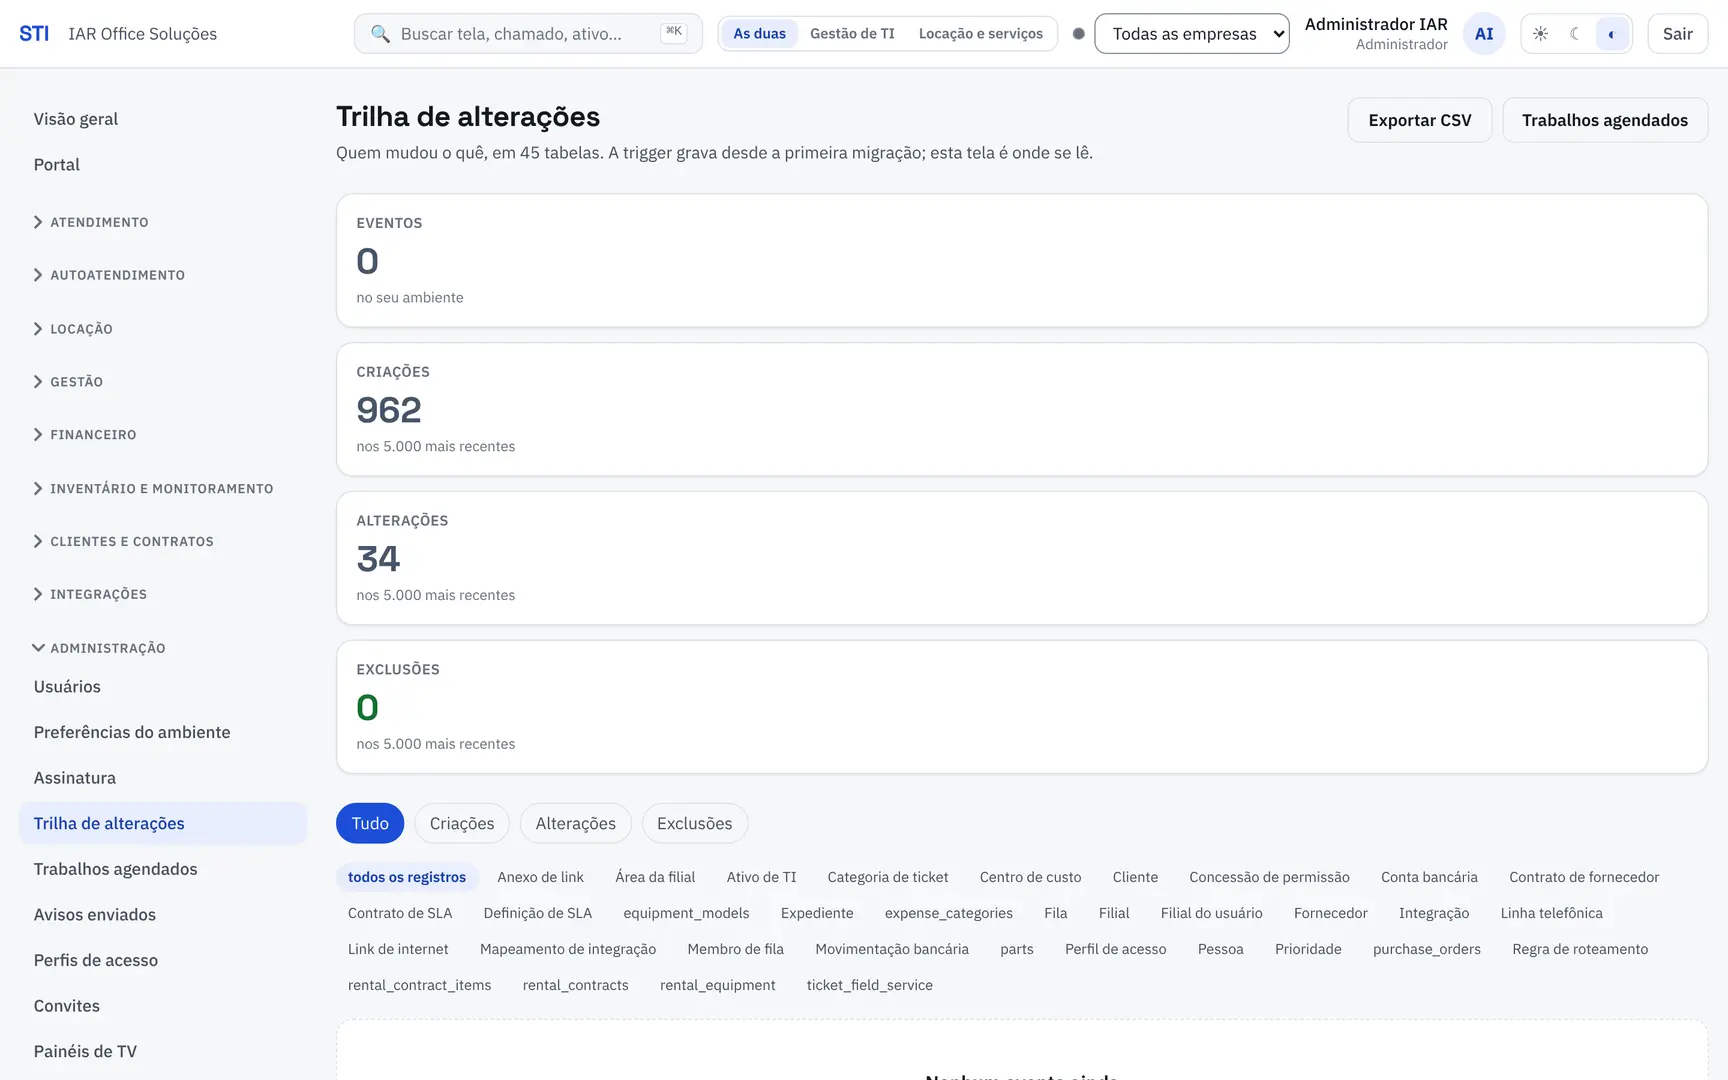 STI IAR Office Soluções Buscar tela, chamado, ativo... ⌘K As duas Gestão de TI Locação e serviços Todas as empresas Administrador IAR AI Sair
Administrador
Visão geral
Portal
ATENDIMENTO
AUTOATENDIMENTO
LOCAÇÃO
GESTÃO
FINANCEIRO
INVENTÁRIO E MONITORAMENTO
CLIENTES E CONTRATOS
INTEGRAÇÕES
ADMINISTRAÇÃO
Usuários
Preferências do ambiente
Assinatura
Trilha de alterações
Trabalhos agendados
Avisos enviados
Perfis de acesso
Convites
Painéis de TV
Trilha de alterações
Exportar CSV Trabalhos agendados
Quem mudou o quê, em 45 tabelas. A trigger grava desde a primeira migração; esta tela é onde se lê.
EVENTOS
0
no seu ambiente
CRIAÇÕES
962
nos 5.000 mais recentes
ALTERAÇÕES
34
nos 5.000 mais recentes
EXCLUSÕES
0
nos 5.000 mais recentes
Tudo Criações Alterações Exclusões
todos os registros Anexo de link Área da filial Ativo de TI Categoria de ticket Centro de custo Cliente Concessão de permissão Conta bancária Contrato de fornecedor
Contrato de SLA Definição de SLA equipment_models Expediente expense_categories Fila Filial Filial do usuário Fornecedor Integração Linha telefônica
Link de internet Mapeamento de integração Membro de fila Movimentação bancária parts Perfil de acesso Pessoa Prioridade purchase_orders Regra de roteamento
rental_contract_items rental_contracts rental_equipment ticket_field_service
Nenhum evento ainda